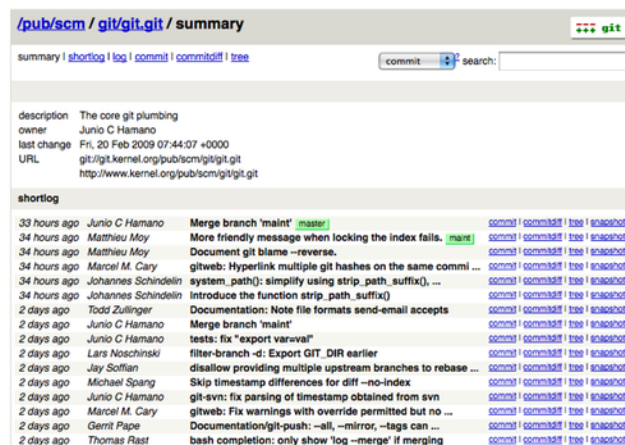 /pub/scm / git/git.git / summary
git
summary | shortlog | log | commit | commitdiff | tree
commit ? search:
description The core git plumbing
owner Junio C Hamano
last change Fri, 20 Feb 2009 07:44:07 +0000
URL git://git.kernel.org/pub/scm/git/git.git
http://www.kernel.org/pub/scm/git/git.git
shortlog
33 hours ago Junio C Hamano Merge branch 'maint' master commit | commitdiff | tree | snapshot
34 hours ago Matthieu Moy More friendly message when locking the index fails. maint commit | commitdiff | tree | snapshot
34 hours ago Matthieu Moy Document git blame --reverse. commit | commitdiff | tree | snapshot
34 hours ago Marcel M. Cary gitweb: Hyperlink multiple git hashes on the same commi ... commit | commitdiff | tree | snapshot
34 hours ago Johannes Schindelin system_path(): simplify using strip_path_suffix(), ... commit | commitdiff | tree | snapshot
34 hours ago Johannes Schindelin Introduce the function strip_path_suffix() commit | commitdiff | tree | snapshot
2 days ago Todd Zullinger Documentation: Note file formats send-email accepts commit | commitdiff | tree | snapshot
2 days ago Junio C Hamano Merge branch 'maint' commit | commitdiff | tree | snapshot
2 days ago Junio C Hamano tests: fix "export var=val" commit | commitdiff | tree | snapshot
2 days ago Lars Noschinski filter-branch -d: Export GIT_DIR earlier commit | commitdiff | tree | snapshot
2 days ago Jay Soffian disallow providing multiple upstream branches to rebase ... commit | commitdiff | tree | snapshot
2 days ago Michael Spang Skip timestamp differences for diff --no-index commit | commitdiff | tree | snapshot
2 days ago Junio C Hamano git-svn: fix parsing of timestamp obtained from svn commit | commitdiff | tree | snapshot
2 days ago Marcel M. Cary gitweb: Fix warnings with override permitted but no ... commit | commitdiff | tree | snapshot
2 days ago Gerrit Pape Documentation/git-push: --all, --mirror, --tags can ... commit | commitdiff | tree | snapshot
2 days ago Thomas Rast bash completion: only show 'log --merge' if merging commit | commitdiff | tree | snapshot